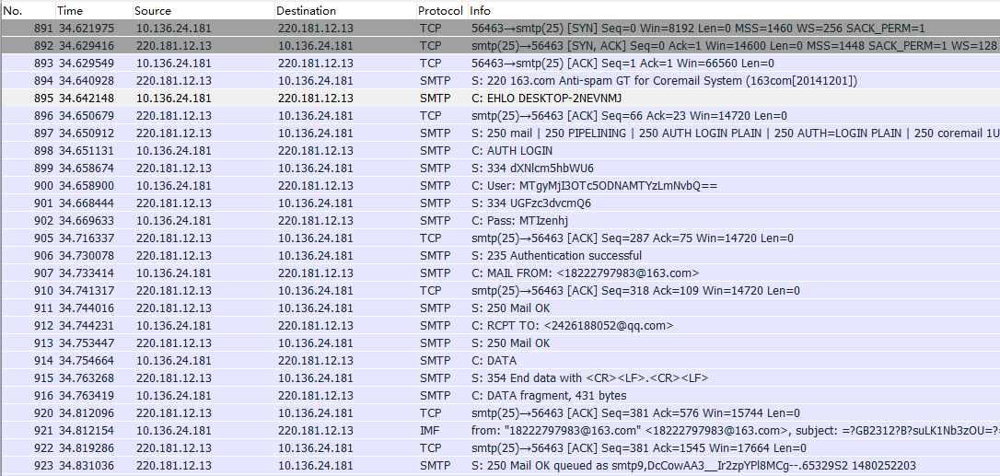 No. Time Source Destination Protocol Info
891 34.621975 10.136.24.181 220.181.12.13 TCP 56463→smtp(25) [SYN] Seq=0 Win=8192 Len=0 MSS=1460 WS=256 SACK_PERM=1
892 34.629416 220.181.12.13 10.136.24.181 TCP smtp(25)→56463 [SYN, ACK] Seq=0 Ack=1 Win=14600 Len=0 MSS=1448 SACK_PERM=1 WS=128
893 34.629549 10.136.24.181 220.181.12.13 TCP 56463→smtp(25) [ACK] Seq=1 Ack=1 Win=66560 Len=0
894 34.640928 220.181.12.13 10.136.24.181 SMTP S: 220 163.com Anti-spam GT for Coremail System (163com[20141201])
895 34.642148 10.136.24.181 220.181.12.13 SMTP C: EHLO DESKTOP-2NEVNMJ
896 34.650679 220.181.12.13 10.136.24.181 TCP smtp(25)→56463 [ACK] Seq=66 Ack=23 Win=14720 Len=0
897 34.650912 220.181.12.13 10.136.24.181 SMTP S: 250 mail | 250 PIPELINING | 250 AUTH LOGIN PLAIN | 250 AUTH=LOGIN PLAIN | 250 coremail 1U
898 34.651131 10.136.24.181 220.181.12.13 SMTP C: AUTH LOGIN
899 34.658674 220.181.12.13 10.136.24.181 SMTP S: 334 dXNlcm5hbWU6
900 34.658900 10.136.24.181 220.181.12.13 SMTP C: User: MTgyMjI3OTc5ODNAMTYzLmNvbQ==
901 34.668444 220.181.12.13 10.136.24.181 SMTP S: 334 UGFzc3dvcmQ6
902 34.669633 10.136.24.181 220.181.12.13 SMTP C: Pass: MTIzenhj
905 34.716337 220.181.12.13 10.136.24.181 TCP smtp(25)→56463 [ACK] Seq=287 Ack=75 Win=14720 Len=0
906 34.730078 220.181.12.13 10.136.24.181 SMTP S: 235 Authentication successful
907 34.733414 10.136.24.181 220.181.12.13 SMTP C: MAIL FROM: <18222797983@163.com>
910 34.741317 220.181.12.13 10.136.24.181 TCP smtp(25)→56463 [ACK] Seq=318 Ack=109 Win=14720 Len=0
911 34.744016 220.181.12.13 10.136.24.181 SMTP S: 250 Mail OK
912 34.744231 10.136.24.181 220.181.12.13 SMTP C: RCPT TO: <2426188052@qq.com>
913 34.753447 220.181.12.13 10.136.24.181 SMTP S: 250 Mail OK
914 34.754664 10.136.24.181 220.181.12.13 SMTP C: DATA
915 34.763268 220.181.12.13 10.136.24.181 SMTP S: 354 End data with <CR><LF>.<CR><LF>
916 34.763419 10.136.24.181 220.181.12.13 SMTP C: DATA fragment, 431 bytes
920 34.812096 220.181.12.13 10.136.24.181 TCP smtp(25)→56463 [ACK] Seq=381 Ack=576 Win=15744 Len=0
921 34.812154 10.136.24.181 220.181.12.13 IMF from: "18222797983@163.com" <18222797983@163.com>, subject: =?GB2312?B?suLK1Nb3zOU=?=
922 34.819286 220.181.12.13 10.136.24.181 TCP smtp(25)→56463 [ACK] Seq=381 Ack=1545 Win=17664 Len=0
923 34.831036 220.181.12.13 10.136.24.181 SMTP S: 250 Mail OK queued as smtp9,DcCowAA3__Ir2zpYPl8MCg--.65329S2 1480252203